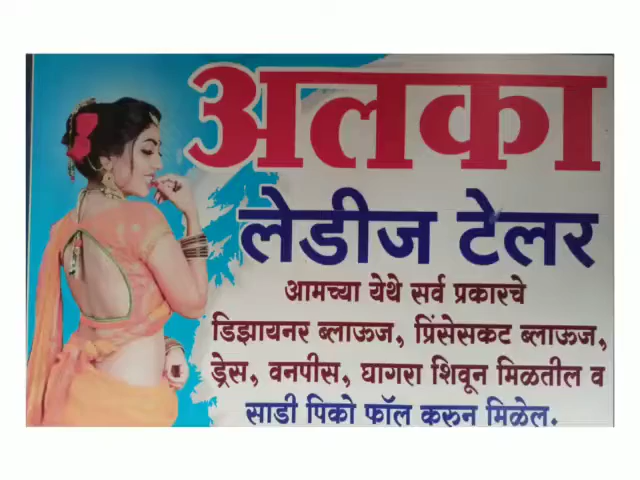 अलका
लेडीज टेलर
आमच्या येथे सर्व प्रकारचे
डिझायनर ब्लाऊज, प्रिंसेसकट ब्लाऊज,
ड्रेस, वनपीस, घागरा शिवून मिळतील व
साडी पिको फॉल करुन मिळेल.